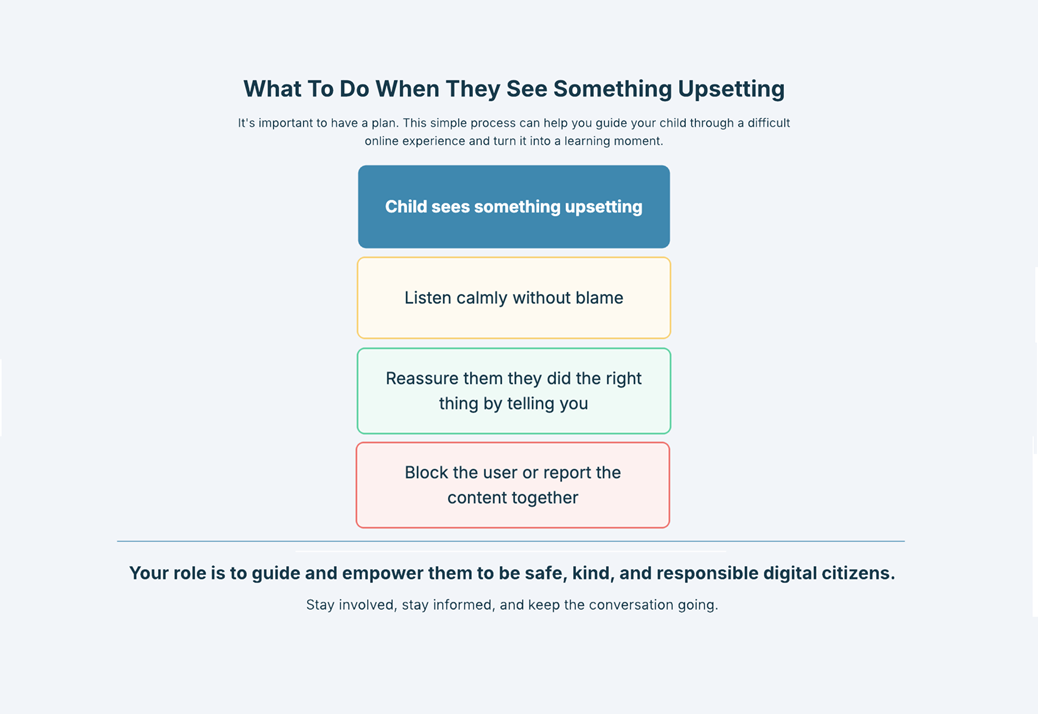 What To Do When They See Something Upsetting
It's important to have a plan. This simple process can help you guide your child through a difficult
online experience and turn it into a learning moment.
Child sees something upsetting
Listen calmly without blame
Reassure them they did the right
thing by telling you
Block the user or report the
content together
Your role is to guide and empower them to be safe, kind, and responsible digital citizens.
Stay involved, stay informed, and keep the conversation going.